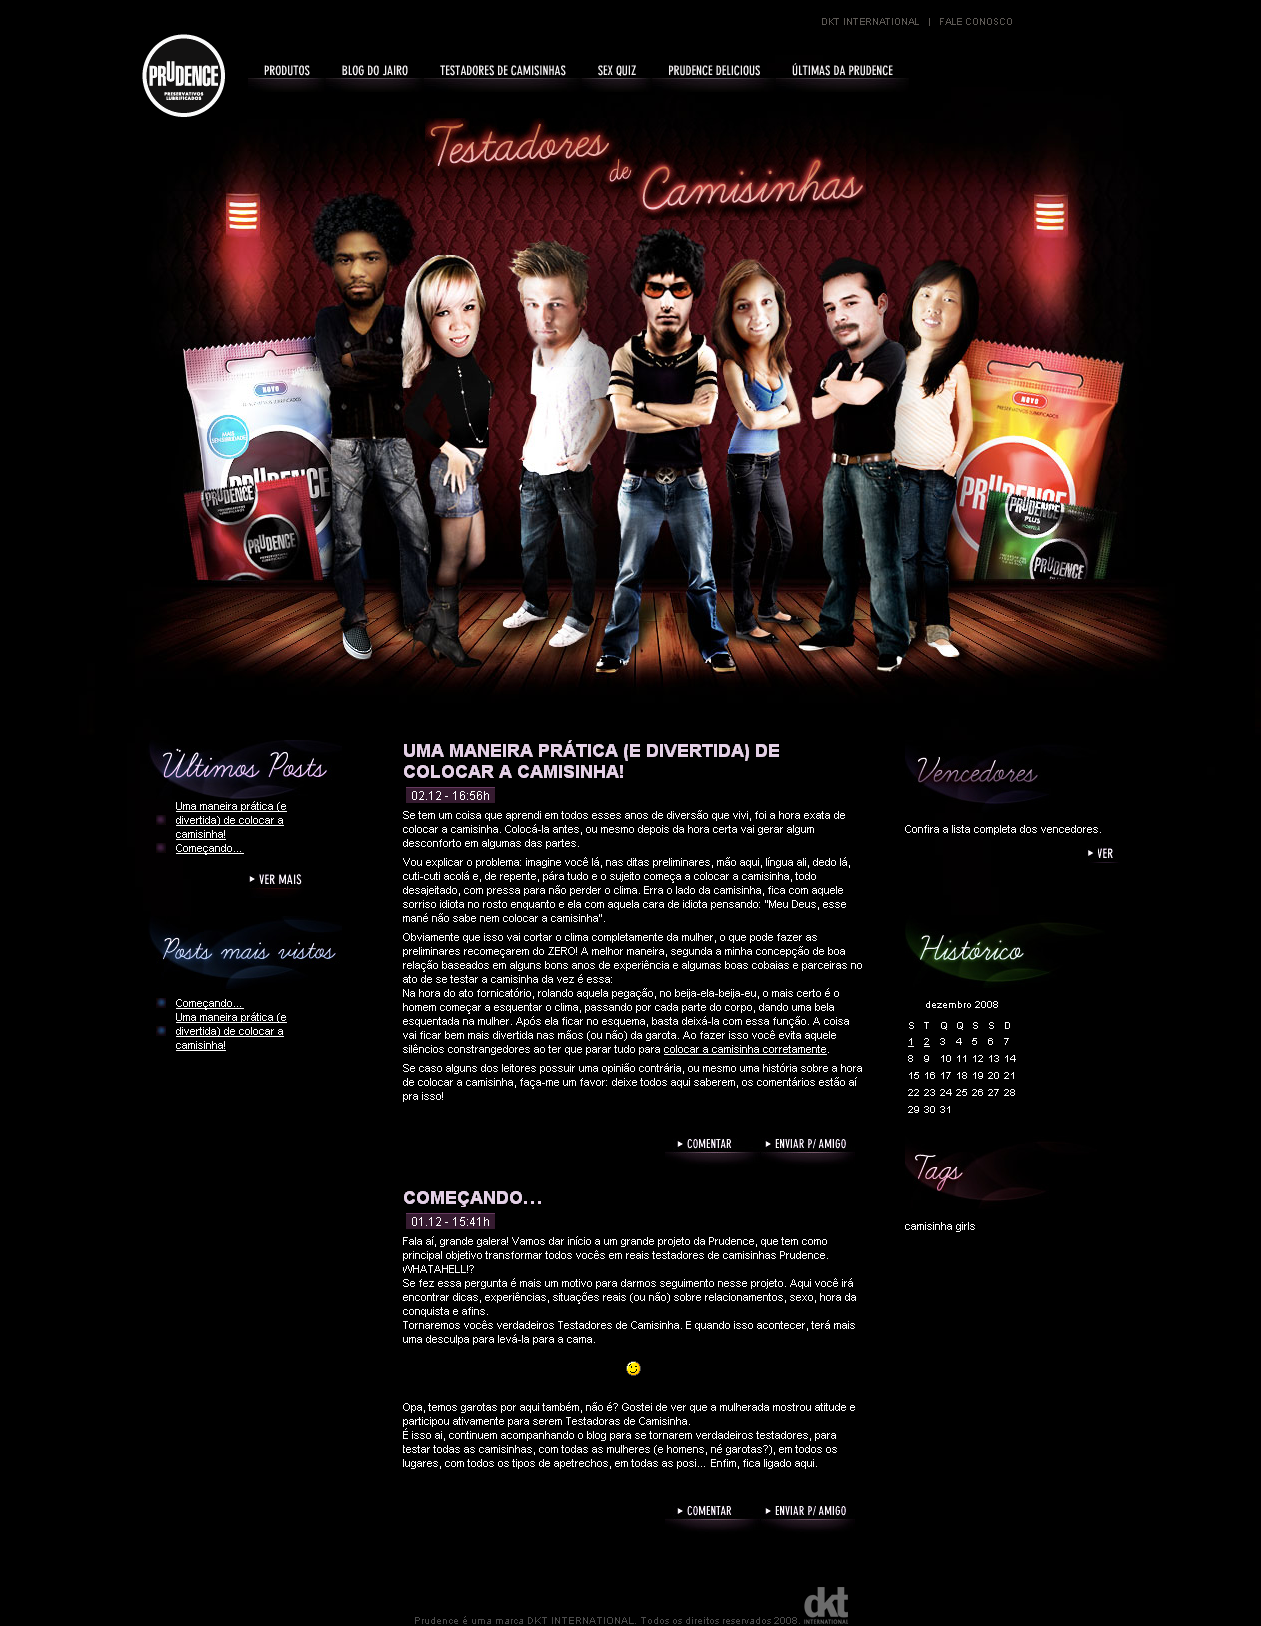 DKT INTERNATIONAL | FALE CONOSCO
PRUDENCE
PRESERVATIVOS
LUBRIFICADOS
PRODUTOS BLOG DO JAIRO TESTADORES DE CAMISINHAS SEX QUIZ PRUDENCE DELICIOUS ÚLTIMAS DA PRUDENCE
Testadores
de
Camisinhas
NOVO
MAIS
SENSIBILIDADE
PRUDENCE
PRUDENCE
PRUDENCE
NOVO
PRESERVATIVOS LUBRIFICADOS
PRUDENCE
PRUDENCE
PLUS
PRUDENCE
Últimos Posts
Uma maneira prática (e
divertida) de colocar a
camisinha!
Começando...
VER MAIS
Posts mais vistos
Começando...
Uma maneira prática (e
divertida) de colocar a
camisinha!
UMA MANEIRA PRÁTICA (E DIVERTIDA) DE
COLOCAR A CAMISINHA!
02.12 - 16:56h
Se tem um coisa que aprendi em todos esses anos de diversão que vivi, foi a hora exata de
colocar a camisinha. Colocá-la antes, ou mesmo depois da hora certa vai gerar algum
desconforto em algumas das partes.
Vou explicar o problema: imagine você lá, nas ditas preliminares, mão aqui, língua ali, dedo lá,
cuti-cuti acolá e, de repente, pára tudo e o sujeito começa a colocar a camisinha, todo
desajeitado, com pressa para não perder o clima. Erra o lado da camisinha, fica com aquele
sorriso idiota no rosto enquanto e ela com aquela cara de idiota pensando: "Meu Deus, esse
mané não sabe nem colocar a camisinha".
Obviamente que isso vai cortar o clima completamente da mulher, o que pode fazer as
preliminares recomeçarem do ZERO! A melhor maneira, segunda a minha concepção de boa
relação baseados em alguns bons anos de experiência e algumas boas cobaias e parceiras no
ato de se testar a camisinha da vez é essa:
Na hora do ato fornicatório, rolando aquela pegação, no beija-ela-beija-eu, o mais certo é o
homem começar a esquentar o clima, passando por cada parte do corpo, dando uma bela
esquentada na mulher. Após ela ficar no esquema, basta deixá-la com essa função. A coisa
vai ficar bem mais divertida nas mãos (ou não) da garota. Ao fazer isso você evita aquele
silêncios constrangedores ao ter que parar tudo para colocar a camisinha corretamente.
Se caso alguns dos leitores possuir uma opinião contrária, ou mesmo uma história sobre a hora
de colocar a camisinha, faça-me um favor: deixe todos aqui saberem, os comentários estão aí
pra isso!
COMENTAR ENVIAR P/ AMIGO
COMEÇANDO...
01.12 - 15:41h
Fala aí, grande galera! Vamos dar início a um grande projeto da Prudence, que tem como
principal objetivo transformar todos vocês em reais testadores de camisinhas Prudence.
WHATAHELL!?
Se fez essa pergunta é mais um motivo para darmos seguimento nesse projeto. Aqui você irá
encontrar dicas, experiências, situações reais (ou não) sobre relacionamentos, sexo, hora da
conquista e afins.
Tornaremos vocês verdadeiros Testadores de Camisinha. E quando isso acontecer, terá mais
uma desculpa para levá-la para a cama.
Opa, temos garotas por aqui também, não é? Gostei de ver que a mulherada mostrou atitude e
participou ativamente para serem Testadoras de Camisinha.
É isso aí, continuem acompanhando o blog para se tornarem verdadeiros testadores, para
testar todas as camisinhas, com todas as mulheres (e homens, né garotas?), em todos os
lugares, com todos os tipos de apetrechos, em todas as posi... Enfim, fica ligado aqui.
COMENTAR ENVIAR P/ AMIGO
Vencedores
Confira a lista completa dos vencedores.
VER
Histórico
dezembro 2008
S T Q Q S S D
1 2 3 4 5 6 7
8 9 10 11 12 13 14
15 16 17 18 19 20 21
22 23 24 25 26 27 28
29 30 31
Tags
camisinha girls
Prudence é uma marca DKT INTERNATIONAL. Todos os direitos reservados 2008.
dkt
INTERNATIONAL